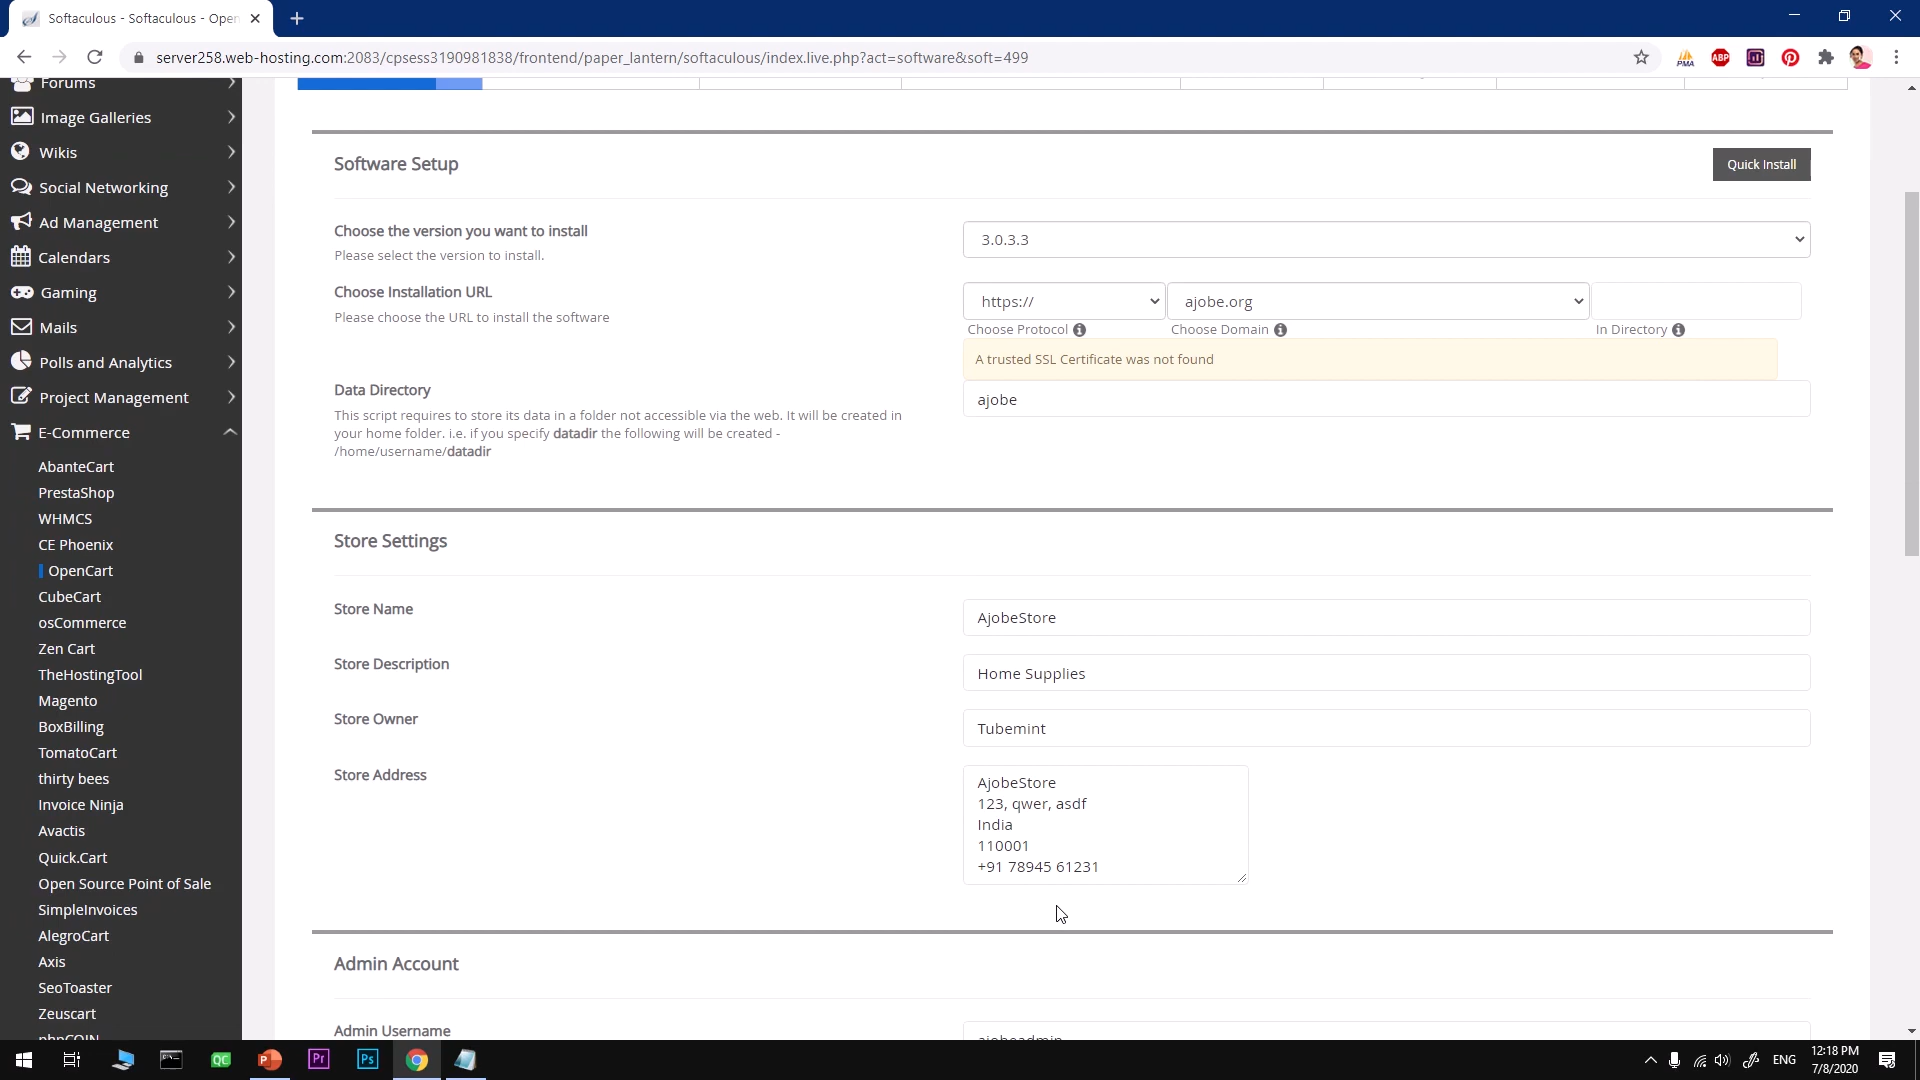 Softaculous - Softaculous - Open
server258.web-hosting.com:2083/cpsess3190981838/frontend/paper_lantern/softaculous/index.live.php?act=software&soft=499
PMA
ABP
Forums
Image Galleries
Wikis
Social Networking
Ad Management
Calendars
Gaming
Mails
Polls and Analytics
Project Management
E-Commerce
AbanteCart
PrestaShop
WHMCS
CE Phoenix
OpenCart
CubeCart
osCommerce
Zen Cart
TheHostingTool
Magento
BoxBilling
TomatoCart
thirty bees
Invoice Ninja
Avactis
Quick.Cart
Open Source Point of Sale
SimpleInvoices
AlegroCart
Axis
SeoToaster
Zeuscart
phpCOIN
Software Setup
Quick Install
Choose the version you want to install
Please select the version to install.
3.0.3.3
Choose Installation URL
Please choose the URL to install the software
https://
ajobe.org
Choose Protocol
Choose Domain
In Directory
A trusted SSL Certificate was not found
Data Directory
This script requires to store its data in a folder not accessible via the web. It will be created in
your home folder. i.e. if you specify datadir the following will be created -
/home/username/datadir
ajobe
Store Settings
Store Name
AjobeStore
Store Description
Home Supplies
Store Owner
Tubemint
Store Address
AjobeStore
123, qwer, asdf
India
110001
+91 78945 61231
Admin Account
Admin Username
ajobeadmin
QC
Pr
Ps
ENG
12:18 PM
7/8/2020